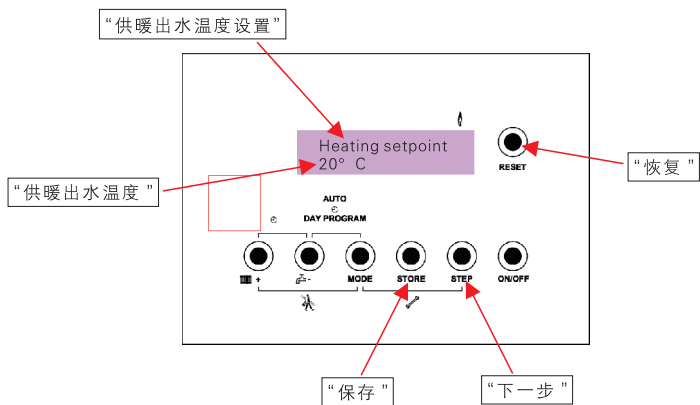 “供暖出水温度设置”
Heating setpoint
20° C
RESET
“恢复”
“供暖出水温度 ”
AUTO
DAY PROGRAM
+
-
MODE
STORE
STEP
ON/OFF
“保存”
“下一步 ”